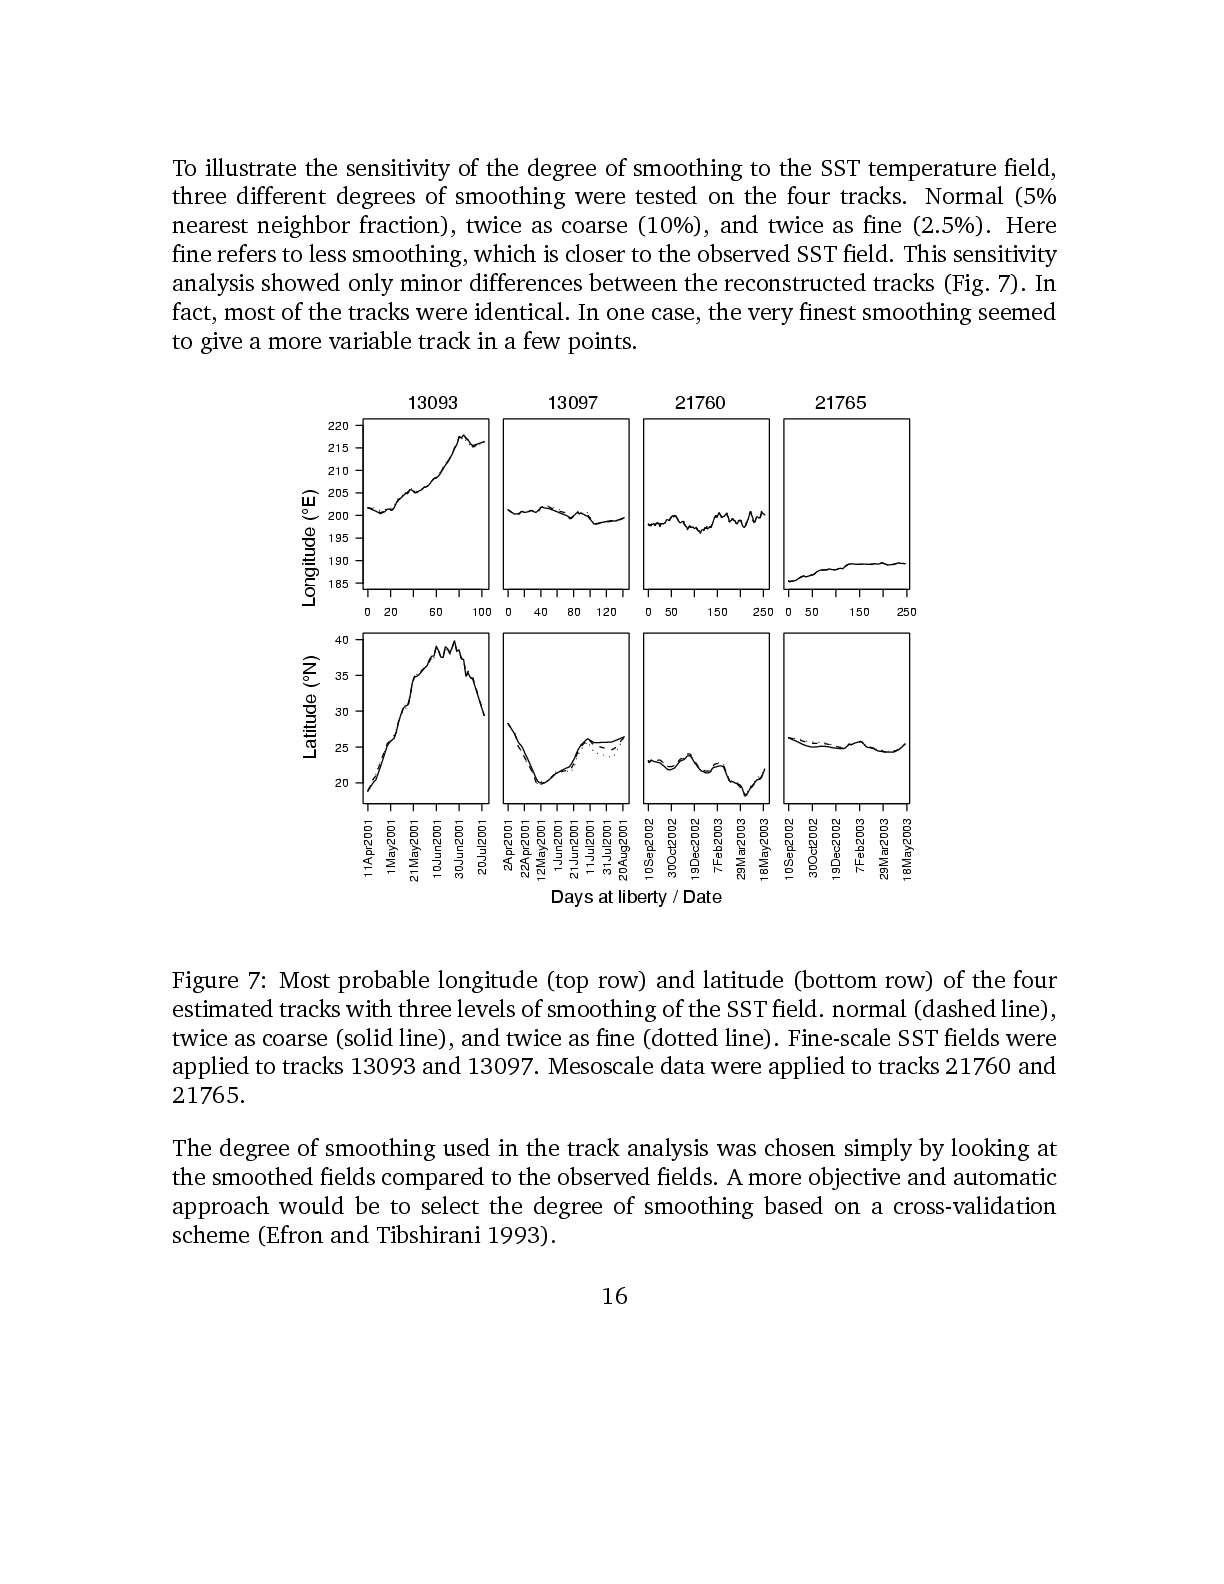 To illustrate the sensitivity of the degree of smoothing to the SST temperature field,
three different degrees of smoothing were tested on the four tracks. Normal (5%
nearest neighbor fraction), twice as coarse (10%), and twice as fine (2.5%). Here
fine refers to less smoothing, which is closer to the observed SST field. This sensitivity
analysis showed only minor differences between the reconstructed tracks (Fig. 7). In
fact, most of the tracks were identical. In one case, the very finest smoothing seemed
to give a more variable track in a few points.
13093 13097 21760 21765
Longitude (°E)
220
215
210
205
200
195
190
185
0 20 60 100 0 40 80 120 0 50 150 250 0 50 150 250
Latitude (°N)
40
35
30
25
20
11Apr2001 1May2001 21May2001 10Jun2001 30Jun2001 20Jul2001
2Apr2001 22Apr2001 12May2001 1Jun2001 21Jun2001 11Jul2001 31Jul2001 20Aug2001
10Sep2002 30Oct2002 19Dec2002 7Feb2003 29Mar2003 18May2003
10Sep2002 30Oct2002 19Dec2002 7Feb2003 29Mar2003 18May2003
Days at liberty / Date
Figure 7: Most probable longitude (top row) and latitude (bottom row) of the four
estimated tracks with three levels of smoothing of the SST field. normal (dashed line),
twice as coarse (solid line), and twice as fine (dotted line). Fine-scale SST fields were
applied to tracks 13093 and 13097. Mesoscale data were applied to tracks 21760 and
21765.
The degree of smoothing used in the track analysis was chosen simply by looking at
the smoothed fields compared to the observed fields. A more objective and automatic
approach would be to select the degree of smoothing based on a cross-validation
scheme (Efron and Tibshirani 1993).
16